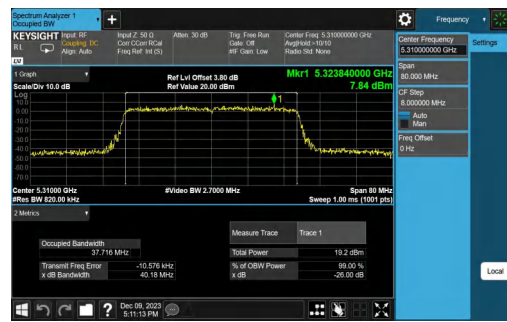 Spectrum Analyzer 1
Occupied BW
+
Frequency
KEYSIGHT Input: RF
RL
Coupling: DC
Align: Auto
Input Z: 50 Ω
Corr CCorr RCal
Freq Ref: Int (S)
Atten: 30 dB
Trig: Free Run
Gate: Off
#IF Gain: Low
Center Freq: 5.310000000 GHz
Avg|Hold:>10/10
Radio Std: None
LV
Center Frequency
5.310000000 GHz
Settings
Span
80.000 MHz
CF Step
8.000000 MHz
Auto
Man
Freq Offset
0 Hz
Local
1 Graph
Scale/Div 10.0 dB
Ref Lvl Offset 3.80 dB
Ref Value 20.00 dBm
Mkr1 5.323840000 GHz
7.84 dBm
Log
10.0
0.00
-10.0
-20.0
-30.0
-40.0
-50.0
-60.0
-70.0
1
Center 5.31000 GHz
#Res BW 820.00 kHz
#Video BW 2.7000 MHz
Span 80 MHz
Sweep 1.00 ms (1001 pts)
2 Metrics
Measure Trace
Trace 1
Occupied Bandwidth
37.716 MHz
Total Power
19.2 dBm
Transmit Freq Error
-10.576 kHz
% of OBW Power
99.00 %
x dB Bandwidth
40.18 MHz
x dB
-26.00 dB
?
Dec 09, 2023
5:11:13 PM